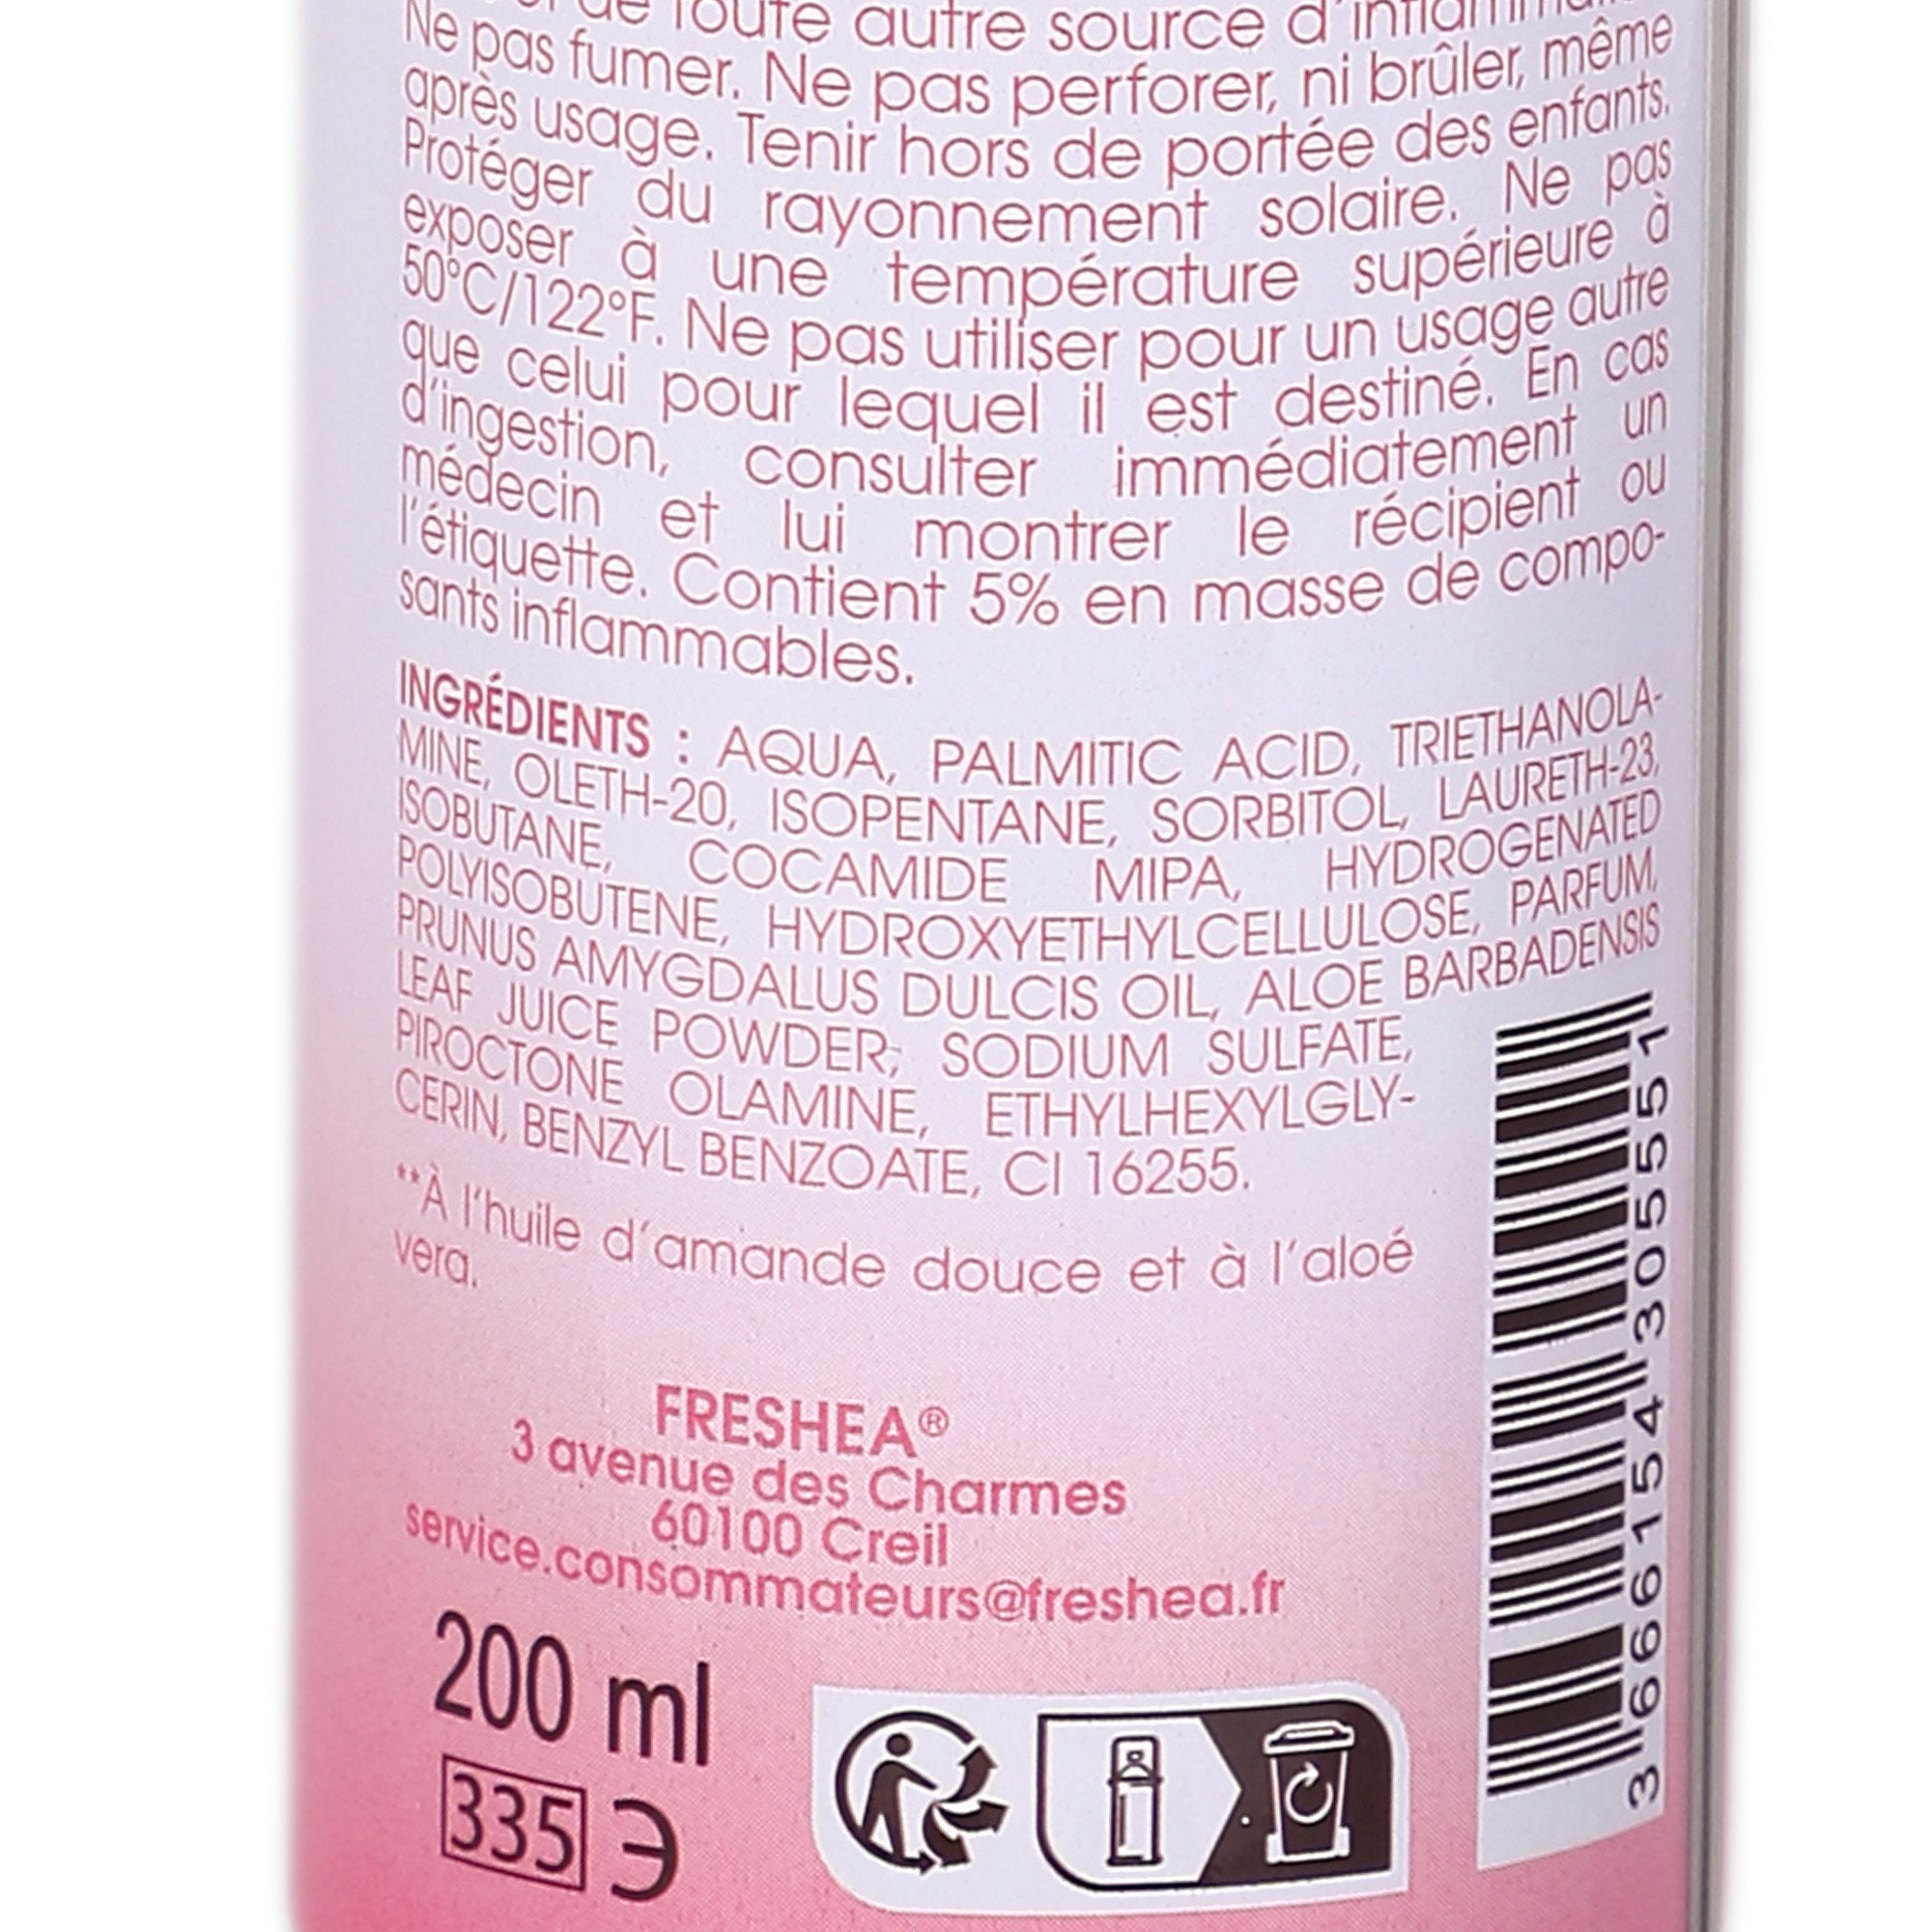 de toute autre source d'inflammation.
Ne pas fumer. Ne pas perforer, ni brûler, même
après usage. Tenir hors de portée des enfants.
Protéger du rayonnement solaire. Ne pas
exposer à une température supérieure à
50°C/122°F. Ne pas utiliser pour un usage autre
que celui pour lequel il est destiné. En cas
d'ingestion, consulter immédiatement un
médecin et lui montrer le récipient ou
l'étiquette. Contient 5% en masse de compo-
sants inflammables.
INGRÉDIENTS : AQUA, PALMITIC ACID, TRIETHANOLA-
MINE, OLETH-20, ISOPENTANE, SORBITOL, LAURETH-23,
ISOBUTANE, COCAMIDE MIPA, HYDROGENATED
POLYISOBUTENE, HYDROXYETHYLCELLULOSE, PARFUM,
PRUNUS AMYGDALUS DULCIS OIL, ALOE BARBADENSIS
LEAF JUICE POWDER, SODIUM SULFATE,
PIROCTONE OLAMINE, ETHYLHEXYLGLY-
CERIN, BENZYL BENZOATE, CI 16255.
**À l'huile d'amande douce et à l'aloé
vera.
FRESHEA®
3 avenue des Charmes
60100 Creil
service.consommateurs@freshea.fr
200 ml
335 Э
3 661154 305551